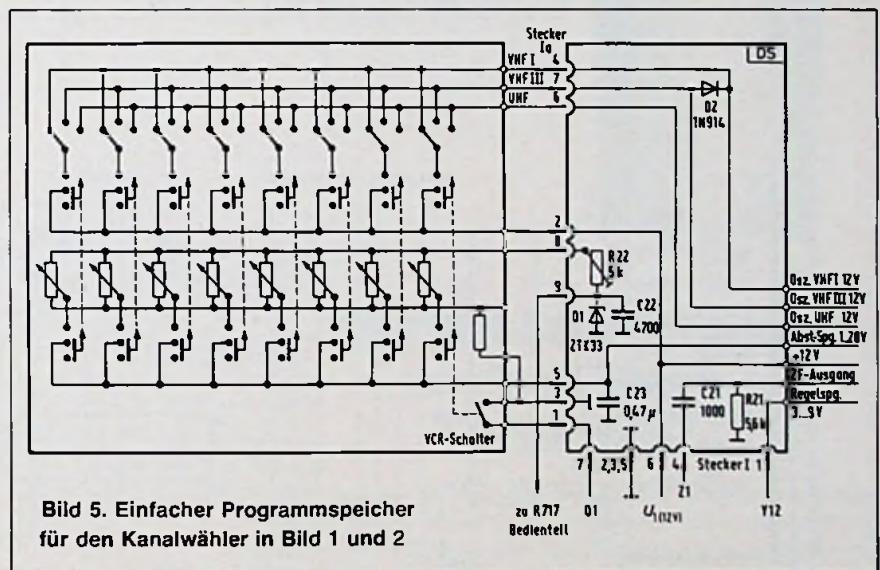 Stecker
Ia
DS
VHF I 4
VHF III 7
UHF 6
D2
1N914
2
8
R22
5k
9
C22
4700
D1
ZTK33
Osz. VHFI 12V
Osz. VHF III 12V
Osz. UHF 12V
Abst-Spg. 1..28V
+12V
ZF-Ausgang
Regelspg.
3...9V
5
3
1
C23
0,47µ
C21
1000
R21
5,6k
VCR-Schalter
7 2,3,5 6 4 Stecker I 1
zu R717
Bedienteil
Q1
U1(12V)
Z1
Y12
Bild 5. Einfacher Programmspeicher
für den Kanalwähler in Bild 1 und 2